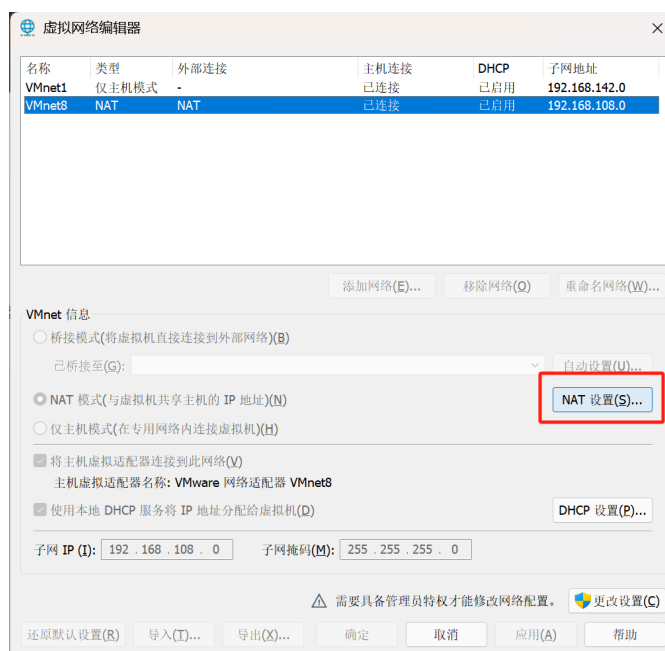 虚拟网络编辑器
名称 类型 外部连接 主机连接 DHCP 子网地址
VMnet1 仅主机模式 - 已连接 已启用 192.168.142.0
VMnet8 NAT NAT 已连接 已启用 192.168.108.0
添加网络(E)... 移除网络(O) 重命名网络(W)...
VMnet 信息
桥接模式(将虚拟机直接连接到外部网络)(B)
已桥接至(G): 自动设置(U)...
NAT 模式(与虚拟机共享主机的 IP 地址)(N) NAT 设置(S)...
仅主机模式(在专用网络内连接虚拟机)(H)
将主机虚拟适配器连接到此网络(V)
主机虚拟适配器名称: VMware 网络适配器 VMnet8
使用本地 DHCP 服务将 IP 地址分配给虚拟机(D) DHCP 设置(P)...
子网 IP (I): 192 . 168 . 108 . 0 子网掩码(M): 255 . 255 . 255 . 0
需要具备管理员特权才能修改网络配置。 更改设置(C)
还原默认设置(R) 导入(T)... 导出(X)... 确定 取消 应用(A) 帮助